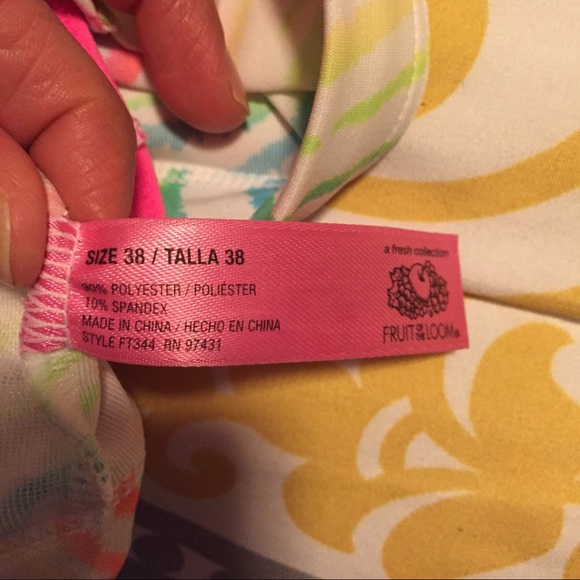 SIZE 38 / TALLA 38
90% POLYESTER / POLIÉSTER
10% SPANDEX
MADE IN CHINA / HECHO EN CHINA
STYLE FT344 RN 97431
a fresh collection
FRUIT OF THE LOOM®